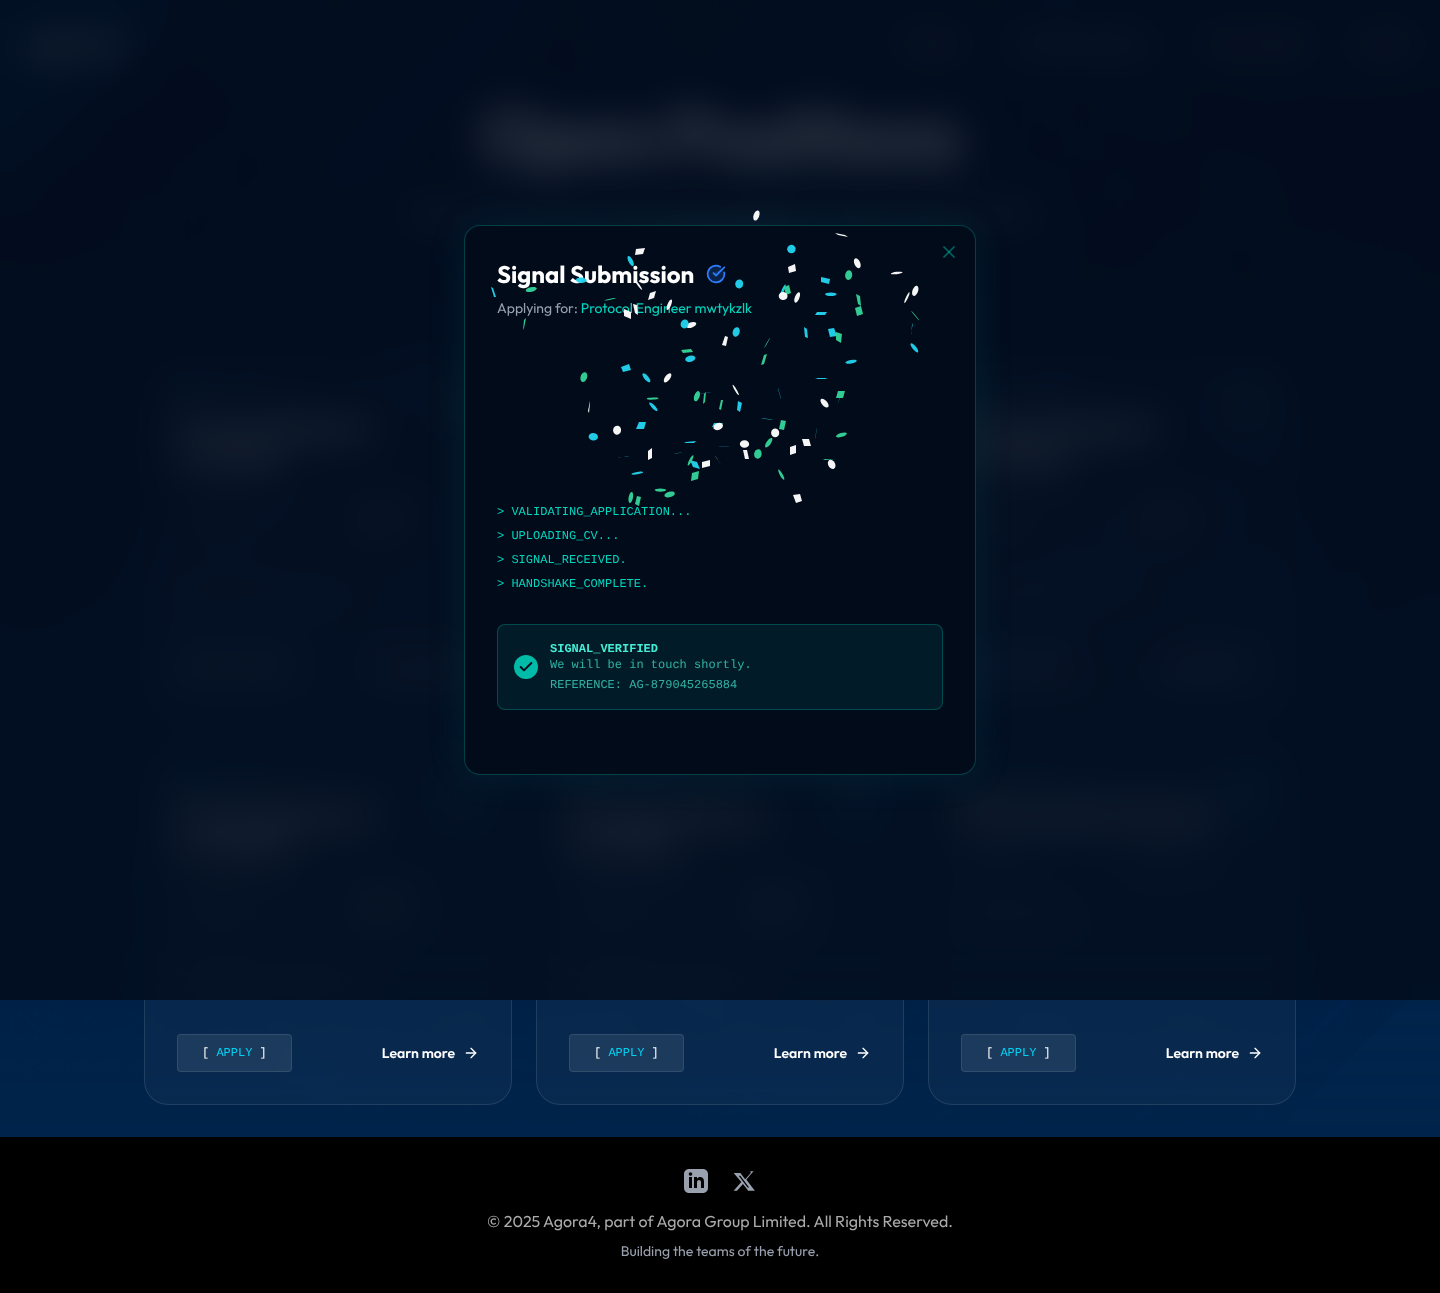 Signal Submission
Applying for: Protocol Engineer mwtykzlk
> VALIDATING_APPLICATION...
> UPLOADING_CV...
> SIGNAL_RECEIVED.
> HANDSHAKE_COMPLETE.
SIGNAL_VERIFIED
We will be in touch shortly.
REFERENCE: AG-879045265884
[ APPLY ] Learn more →
[ APPLY ] Learn more →
[ APPLY ] Learn more →
© 2025 Agora4, part of Agora Group Limited. All Rights Reserved.
Building the teams of the future.